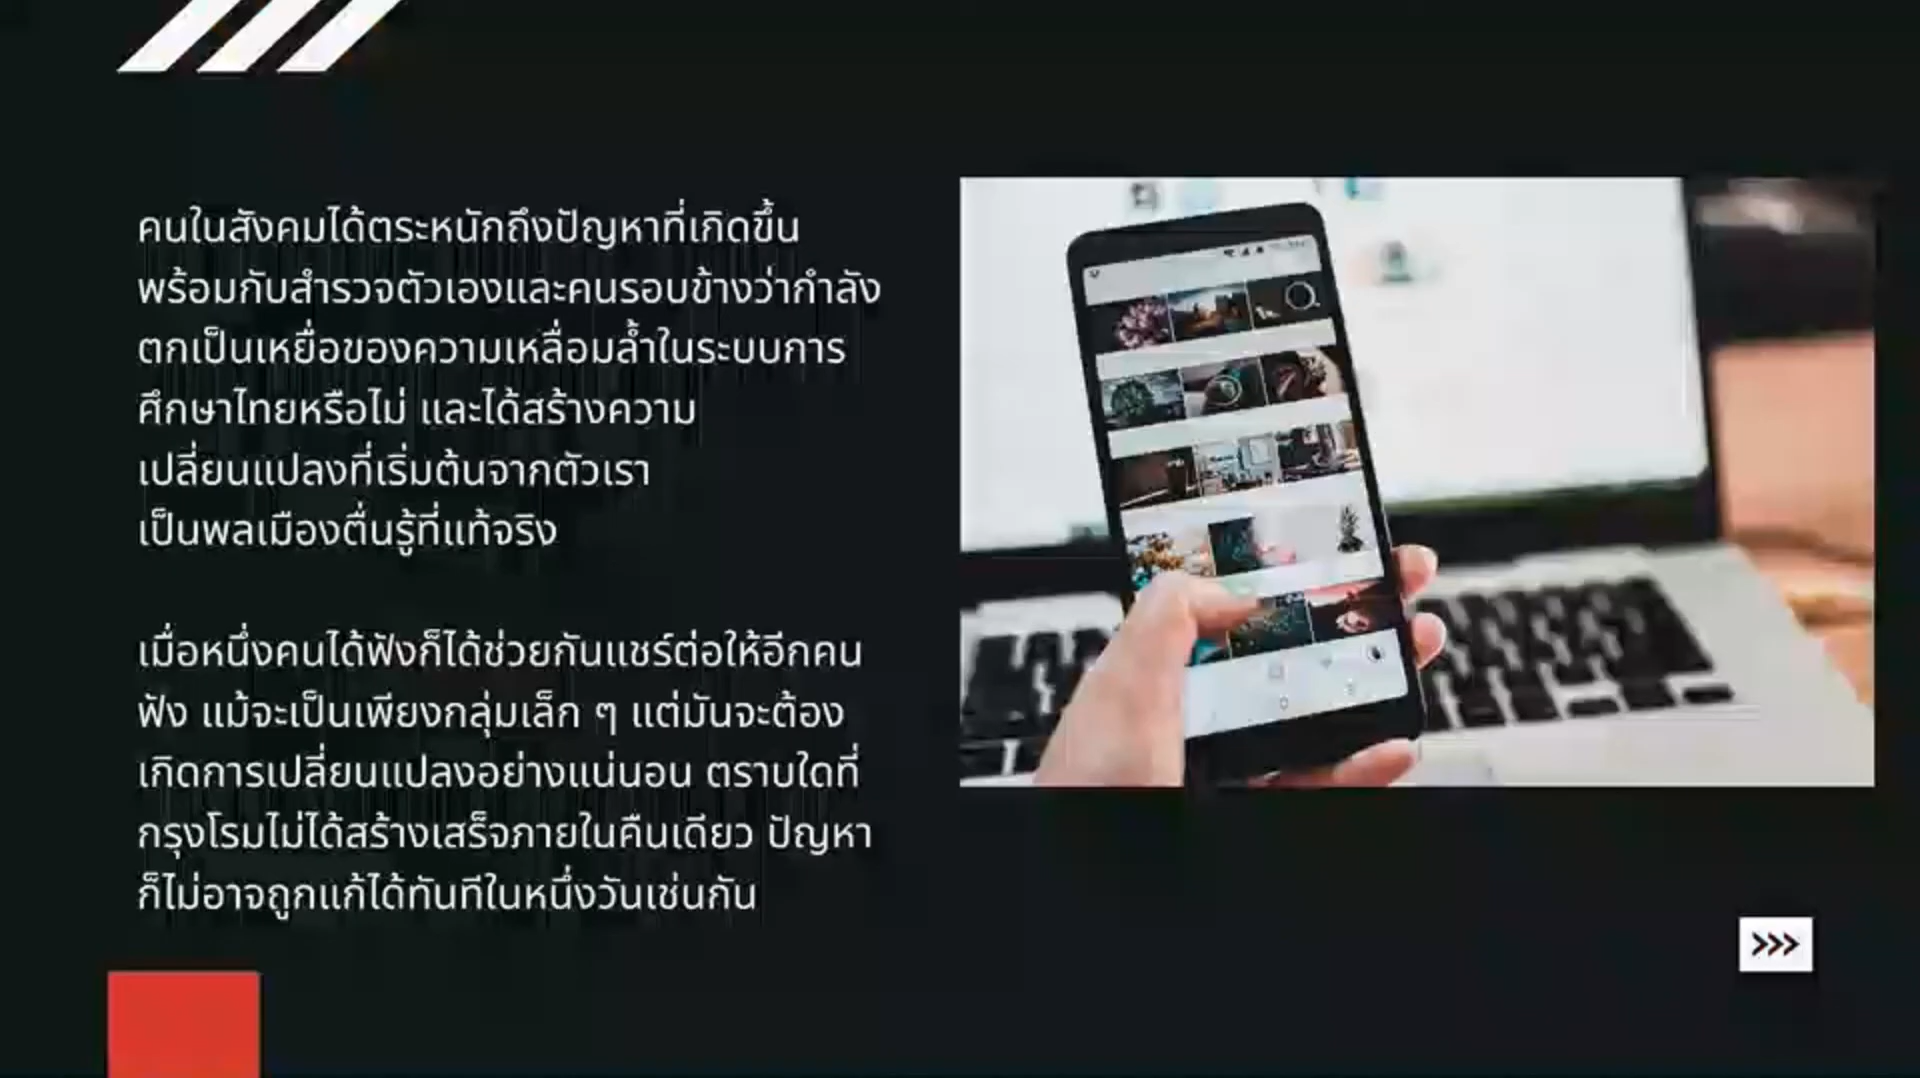 คนในสังคมได้ตระหนักถึงปัญหาที่เกิดขึ้น
พร้อมกับสำรวจตัวเองและคนรอบข้างว่ากำลัง
ตกเป็นเหยื่อของความเหลื่อมล้ำในระบบการ
ศึกษาไทยหรือไม่ และได้สร้างความ
เปลี่ยนแปลงที่เริ่มต้นจากตัวเรา
เป็นพลเมืองตื่นรู้ที่แท้จริง
เมื่อหนึ่งคนได้ฟังก็ได้ช่วยกันแชร์ต่อให้อีกคน
ฟัง แม้จะเป็นเพียงกลุ่มเล็ก ๆ แต่มันจะต้อง
เกิดการเปลี่ยนแปลงอย่างแน่นอน ตราบใดที่
กรุงโรมไม่ได้สร้างเสร็จภายในคืนเดียว ปัญหา
ก็ไม่อาจถูกแก้ได้ทันทีในหนึ่งวันเช่นกัน